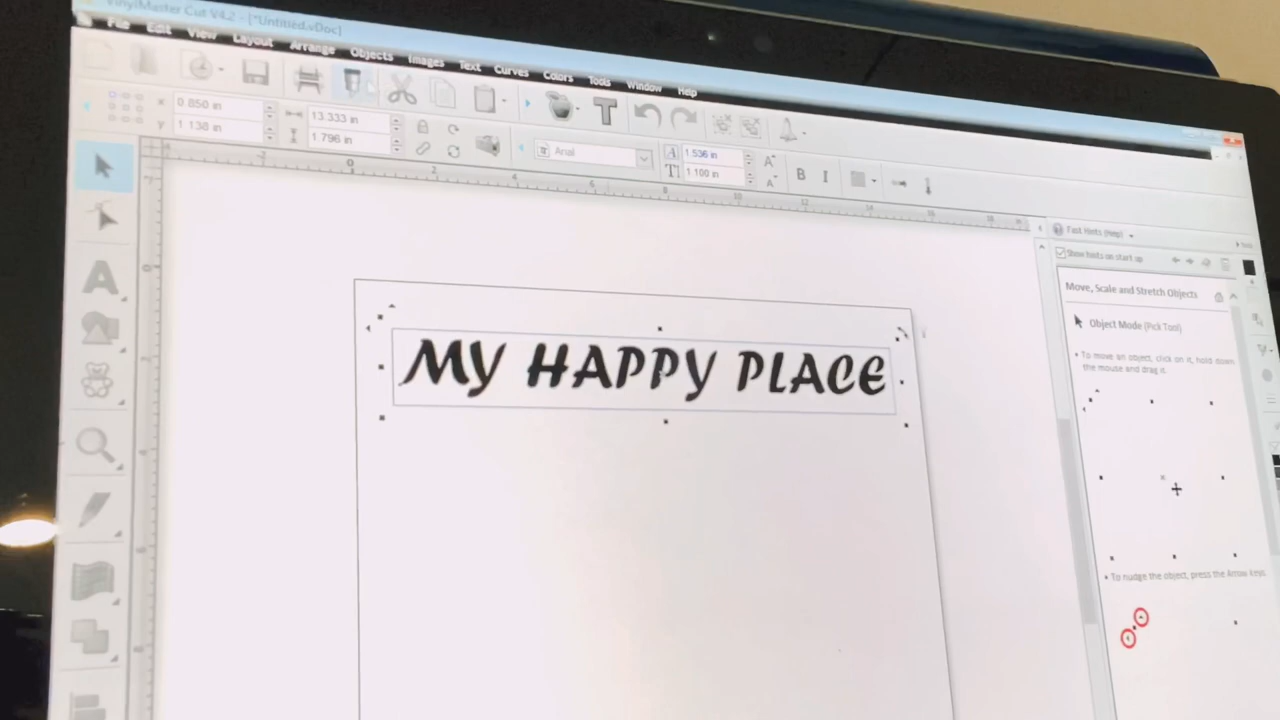 VinylMaster Cut V4.2 - [*Untitled.vDoc]
File Edit View Layout Arrange Objects Images Text Curves Colors Tools Window Help
x 0.850 in 13.333 in
y 1.138 in 1.796 in
Arial 1.536 in
1.100 in B I
Fast Hints (Help)
Show hints on start up
Move, Scale and Stretch Objects
Object Mode (Pick Tool)
• To move an object, click on it, hold down
the mouse and drag it.
• To nudge the object, press the Arrow keys.
MY HAPPY PLACE